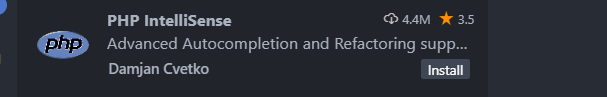 PHP IntelliSense 4.4M 3.5
php
Advanced Autocompletion and Refactoring supp...
Damjan Cvetko Install